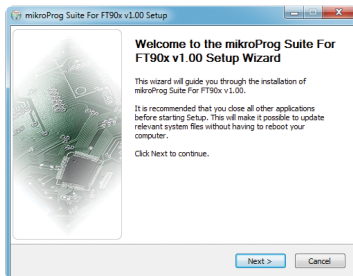 mikroProg Suite For FT90x v1.00 Setup
Welcome to the mikroProg Suite For
FT90x v1.00 Setup Wizard
This wizard will guide you through the installation of
mikroProg Suite For FT90x v1.00.
It is recommended that you close all other applications
before starting Setup. This will make it possible to update
relevant system files without having to reboot your
computer.
Click Next to continue.
Next >
Cancel